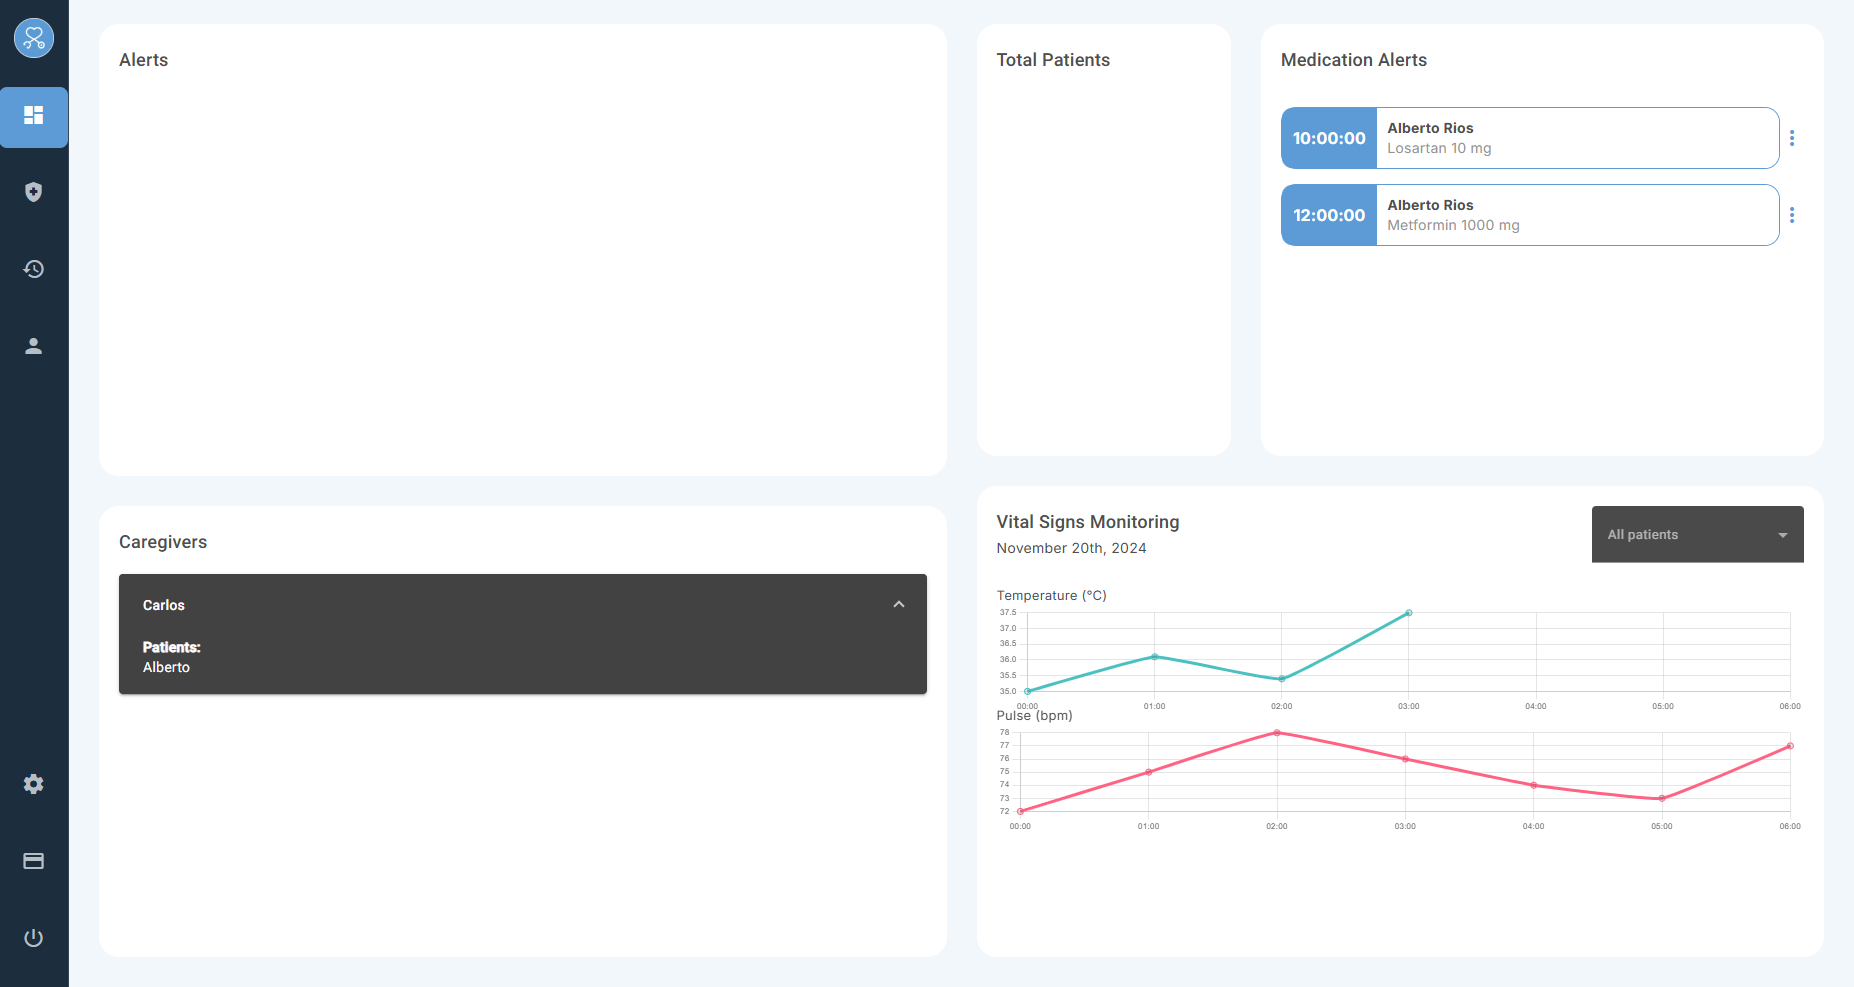 Alerts
Total Patients
Medication Alerts
10:00:00
Alberto Rios
Losartan 10 mg
12:00:00
Alberto Rios
Metformin 1000 mg
Caregivers
Carlos
Patients:
Alberto
Vital Signs Monitoring
November 20th, 2024
All patients
Temperature (°C)
37.5
37.0
36.5
36.0
35.5
35.0
00:00 01:00 02:00 03:00 04:00 05:00 06:00
Pulse (bpm)
78
77
76
75
74
73
72
00:00 01:00 02:00 03:00 04:00 05:00 06:00